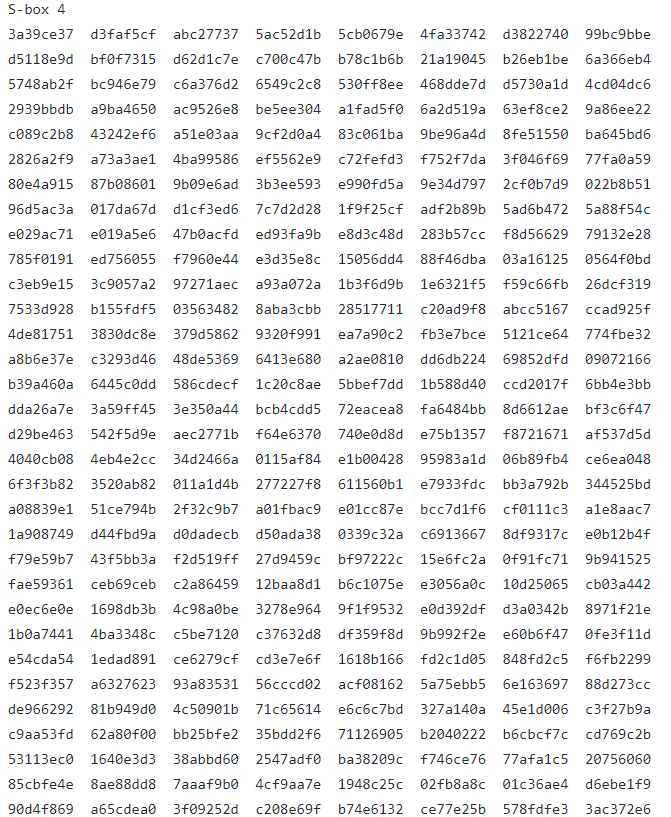 S-box 4
3a39ce37 d3faf5cf abc27737 5ac52d1b 5cb0679e 4fa33742 d3822740 99bc9bbe
d5118e9d bf0f7315 d62d1c7e c700c47b b78c1b6b 21a19045 b26eb1be 6a366eb4
5748ab2f bc946e79 c6a376d2 6549c2c8 530ff8ee 468dde7d d5730a1d 4cd04dc6
2939bbdb a9ba4650 ac9526e8 be5ee304 a1fad5f0 6a2d519a 63ef8ce2 9a86ee22
c089c2b8 43242ef6 a51e03aa 9cf2d0a4 83c061ba 9be96a4d 8fe51550 ba645bd6
2826a2f9 a73a3ae1 4ba99586 ef5562e9 c72fefd3 f752f7da 3f046f69 77fa0a59
80e4a915 87b08601 9b09e6ad 3b3ee593 e990fd5a 9e34d797 2cf0b7d9 022b8b51
96d5ac3a 017da67d d1cf3ed6 7c7d2d28 1f9f25cf adf2b89b 5ad6b472 5a88f54c
e029ac71 e019a5e6 47b0acfd ed93fa9b e8d3c48d 283b57cc f8d56629 79132e28
785f0191 ed756055 f7960e44 e3d35e8c 15056dd4 88f46dba 03a16125 0564f0bd
c3eb9e15 3c9057a2 97271aec a93a072a 1b3f6d9b 1e6321f5 f59c66fb 26dcf319
7533d928 b155fdf5 03563482 8aba3cbb 28517711 c20ad9f8 abcc5167 ccad925f
4de81751 3830dc8e 379d5862 9320f991 ea7a90c2 fb3e7bce 5121ce64 774fbe32
a8b6e37e c3293d46 48de5369 6413e680 a2ae0810 dd6db224 69852dfd 09072166
b39a460a 6445c0dd 586cdecf 1c20c8ae 5bbef7dd 1b588d40 ccd2017f 6bb4e3bb
dda26a7e 3a59ff45 3e350a44 bcb4cdd5 72eacea8 fa6484bb 8d6612ae bf3c6f47
d29be463 542f5d9e aec2771b f64e6370 740e0d8d e75b1357 f8721671 af537d5d
4040cb08 4eb4e2cc 34d2466a 0115af84 e1b00428 95983a1d 06b89fb4 ce6ea048
6f3f3b82 3520ab82 011a1d4b 277227f8 611560b1 e7933fdc bb3a792b 344525bd
a08839e1 51ce794b 2f32c9b7 a01fbac9 e01cc87e bcc7d1f6 cf0111c3 a1e8aac7
1a908749 d44fbd9a d0dadecb d50ada38 0339c32a c6913667 8df9317c e0b12b4f
f79e59b7 43f5bb3a f2d519ff 27d9459c bf97222c 15e6fc2a 0f91fc71 9b941525
fae59361 ceb69ceb c2a86459 12baa8d1 b6c1075e e3056a0c 10d25065 cb03a442
e0ec6e0e 1698db3b 4c98a0be 3278e964 9f1f9532 e0d392df d3a0342b 8971f21e
1b0a7441 4ba3348c c5be7120 c37632d8 df359f8d 9b992f2e e60b6f47 0fe3f11d
e54cda54 1edad891 ce6279cf cd3e7e6f 1618b166 fd2c1d05 848fd2c5 f6fb2299
f523f357 a6327623 93a83531 56cccd02 acf08162 5a75ebb5 6e163697 88d273cc
de966292 81b949d0 4c50901b 71c65614 e6c6c7bd 327a140a 45e1d006 c3f27b9a
c9aa53fd 62a80f00 bb25bfe2 35bdd2f6 71126905 b2040222 b6cbcf7c cd769c2b
53113ec0 1640e3d3 38abbd60 2547adf0 ba38209c f746ce76 77afa1c5 20756060
85cbfe4e 8ae88dd8 7aaaf9b0 4cf9aa7e 1948c25c 02fb8a8c 01c36ae4 d6ebe1f9
90d4f869 a65cdea0 3f09252d c208e69f b74e6132 ce77e25b 578fdfe3 3ac372e6